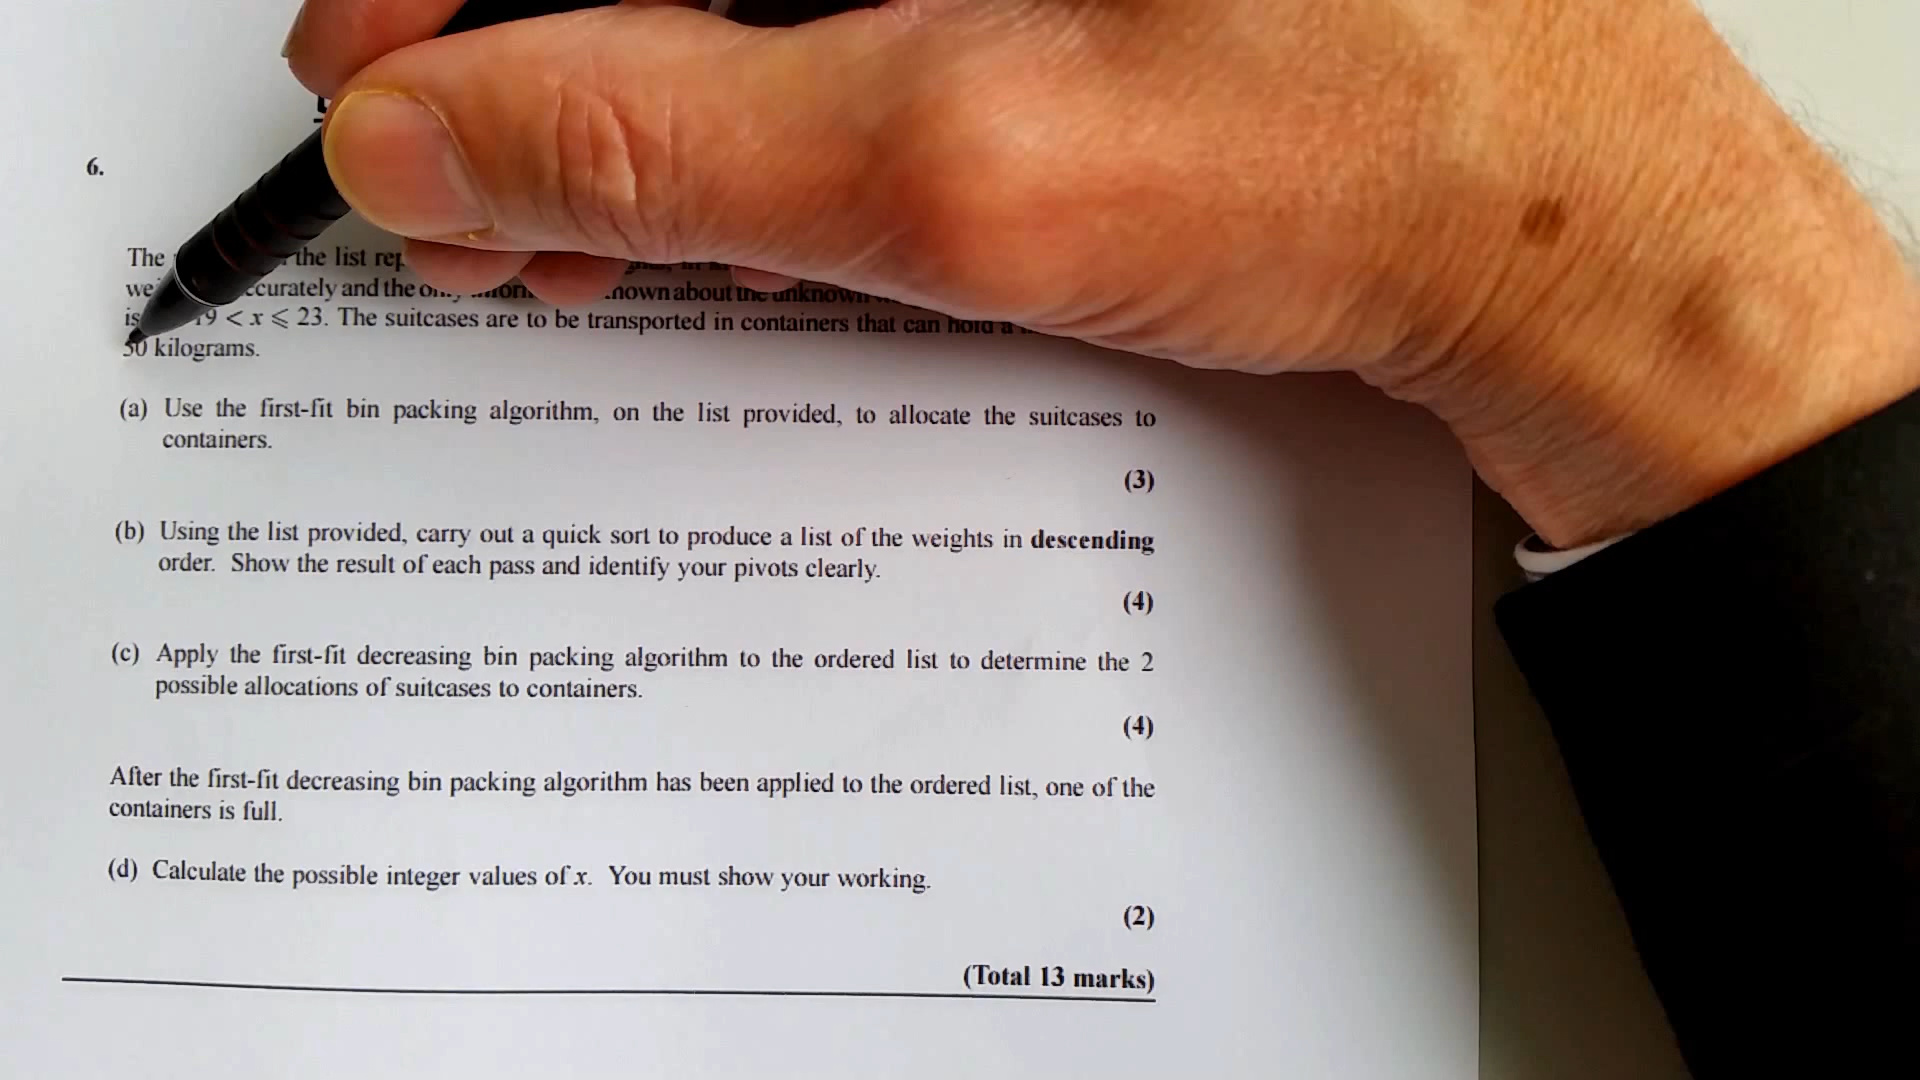 6.
The the list
and the known about the unknown
is 19 < x ⩽ 23. The suitcases are to be transported in containers that can hold a
50 kilograms.
(a) Use the first-fit bin packing algorithm, on the list provided, to allocate the suitcases to
containers.
(3)
(b) Using the list provided, carry out a quick sort to produce a list of the weights in descending
order. Show the result of each pass and identify your pivots clearly.
(4)
(c) Apply the first-fit decreasing bin packing algorithm to the ordered list to determine the 2
possible allocations of suitcases to containers.
(4)
After the first-fit decreasing bin packing algorithm has been applied to the ordered list, one of the
containers is full.
(d) Calculate the possible integer values of x. You must show your working.
(2)
(Total 13 marks)